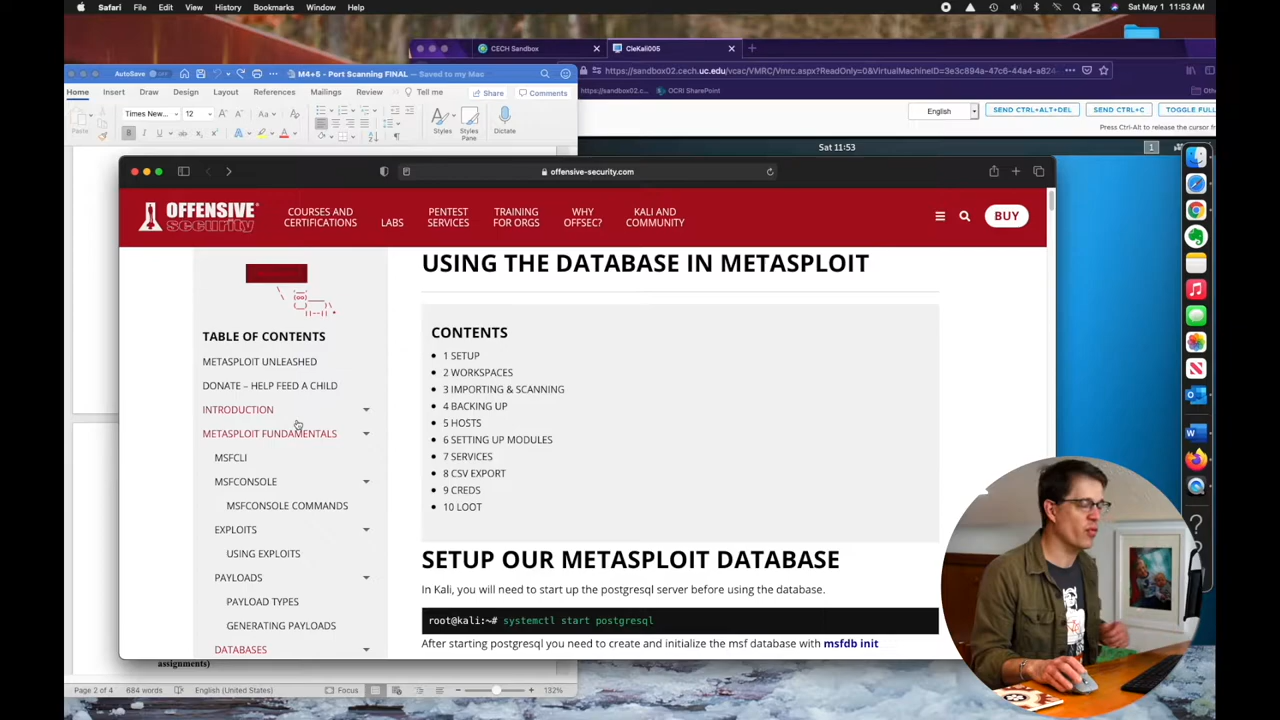 Safari File Edit View History Bookmarks Window Help
Sat May 1 11:53 AM
CECH Sandbox
CleKali005
AutoSave
M4+5 - Port Scanning FINAL — Saved to my Mac
https://sandbox02.cech.uc.edu/vcac/VMRC/Vmrc.aspx?ReadOnly=0&VirtualMachineID=3e3c894a-47c6-44a4-a824
Home Insert Draw Design Layout References Mailings Review Tell me
https://sandbox02.cech.uc.edu/...
OCRI SharePoint
Share Comments
English
SEND CTRL+ALT+DEL
SEND CTRL+C
TOGGLE FULL
Times New... 12
Paste
Styles
Styles Pane
Dictate
Press Ctrl-Alt to release the cursor
Sat 11:53
1
offensive-security.com
OFFENSIVE security
COURSES AND CERTIFICATIONS
LABS
PENTEST SERVICES
TRAINING FOR ORGS
WHY OFFSEC?
KALI AND COMMUNITY
BUY
USING THE DATABASE IN METASPLOIT
TABLE OF CONTENTS
METASPLOIT UNLEASHED
DONATE – HELP FEED A CHILD
INTRODUCTION
METASPLOIT FUNDAMENTALS
MSFCLI
MSFCONSOLE
MSFCONSOLE COMMANDS
EXPLOITS
USING EXPLOITS
PAYLOADS
PAYLOAD TYPES
GENERATING PAYLOADS
DATABASES
CONTENTS
1 SETUP
2 WORKSPACES
3 IMPORTING & SCANNING
4 BACKING UP
5 HOSTS
6 SETTING UP MODULES
7 SERVICES
8 CSV EXPORT
9 CREDS
10 LOOT
SETUP OUR METASPLOIT DATABASE
In Kali, you will need to start up the postgresql server before using the database.
root@kali:~# systemctl start postgresql
After starting postgresql you need to create and initialize the msf database with msfdb init
assignments)
Page 2 of 4 684 words English (United States) Focus 132%